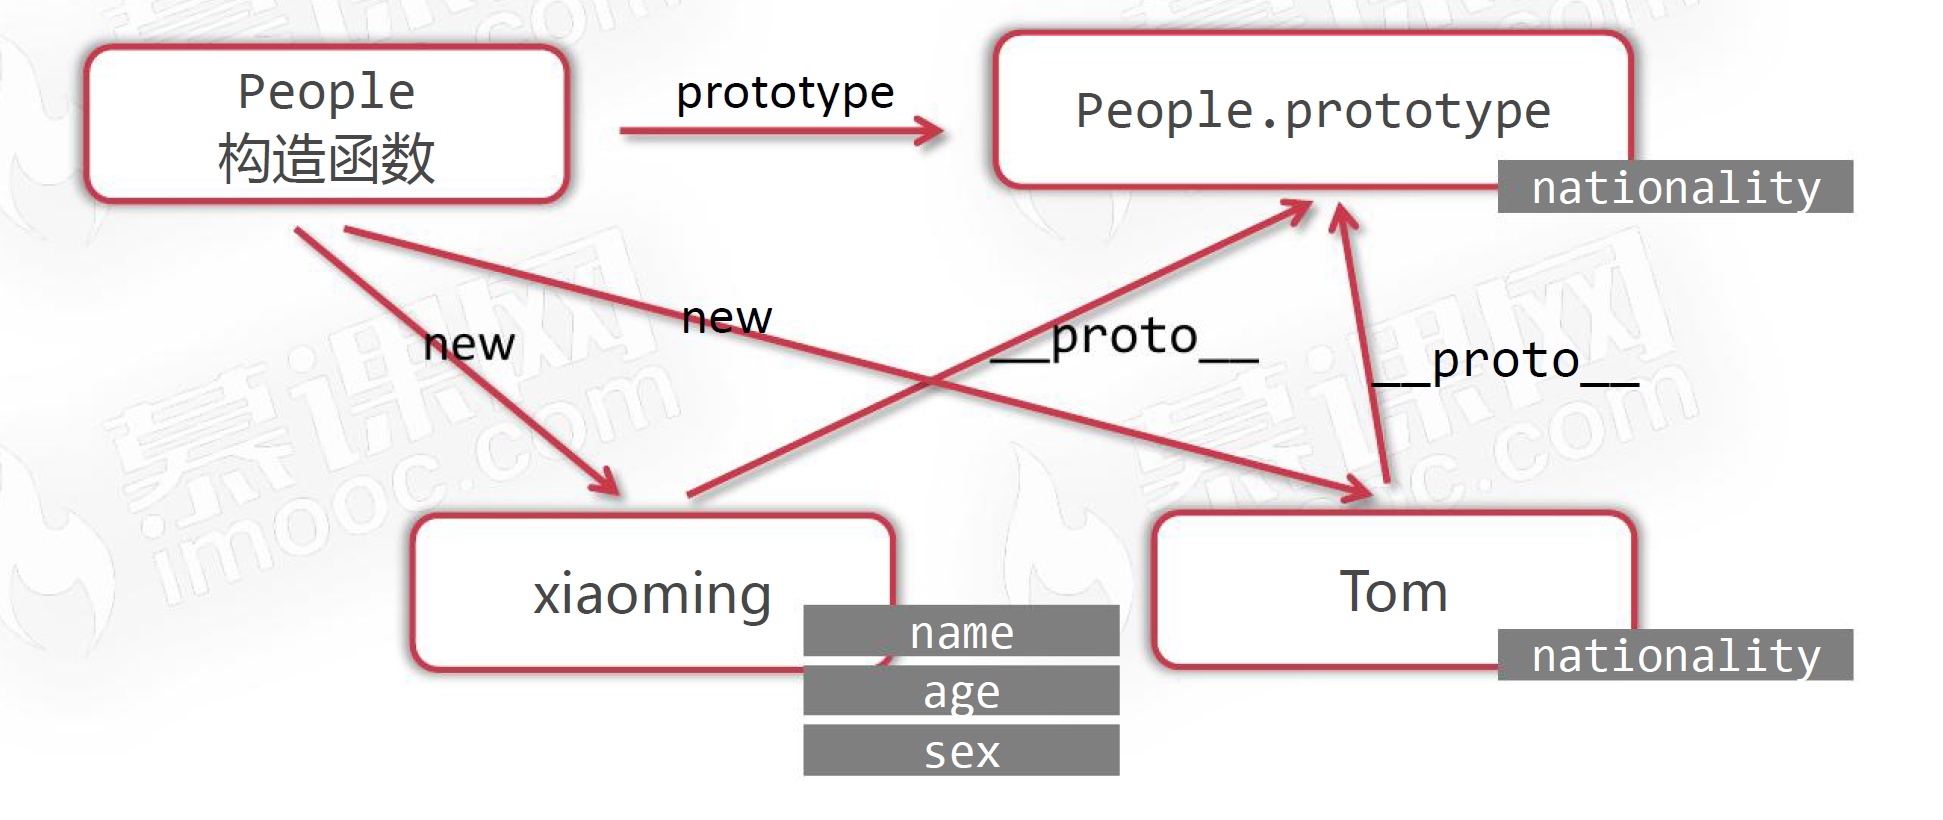 People
构造函数
prototype
People.prototype
nationality
new
new
__proto__
__proto__
xiaoming
name
age
sex
Tom
nationality
慕课网
imooc.com
慕课网
imooc.com